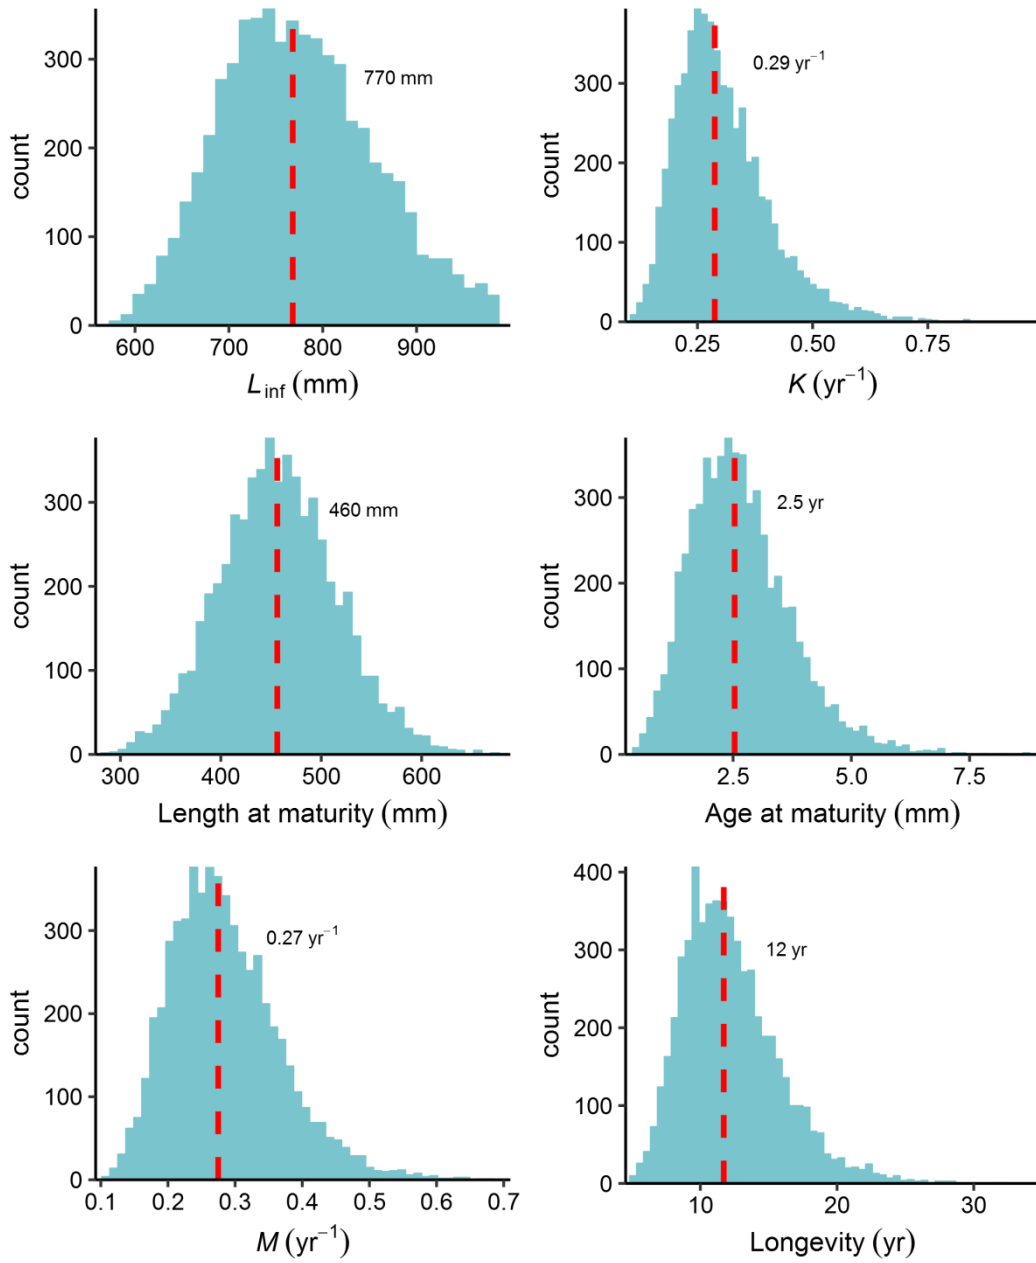 count
300
200
100
0
770 mm
600
700
800
900
L_inf (mm)
count
300
200
100
0
0.29 yr⁻¹
0.25
0.50
0.75
K (yr⁻¹)
count
300
200
100
0
460 mm
300
400
500
600
Length at maturity (mm)
count
300
200
100
0
2.5 yr
2.5
5.0
7.5
Age at maturity (mm)
count
300
200
100
0
0.27 yr⁻¹
0.1
0.2
0.3
0.4
0.5
0.6
0.7
M (yr⁻¹)
count
400
300
200
100
0
12 yr
10
20
30
Longevity (yr)